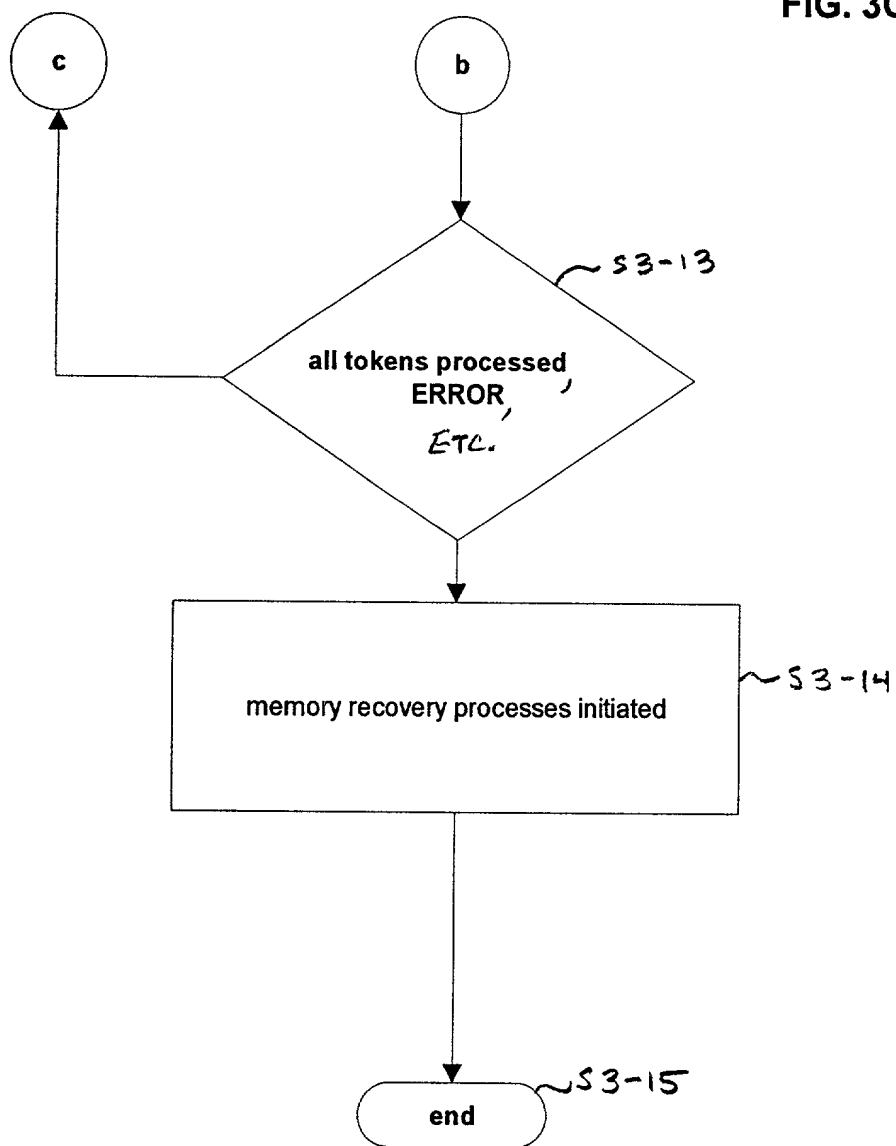 FIG. 3C
c
b
S3-13
all tokens processed,
ERROR,
ETC.
S3-14
memory recovery processes initiated
S3-15
end